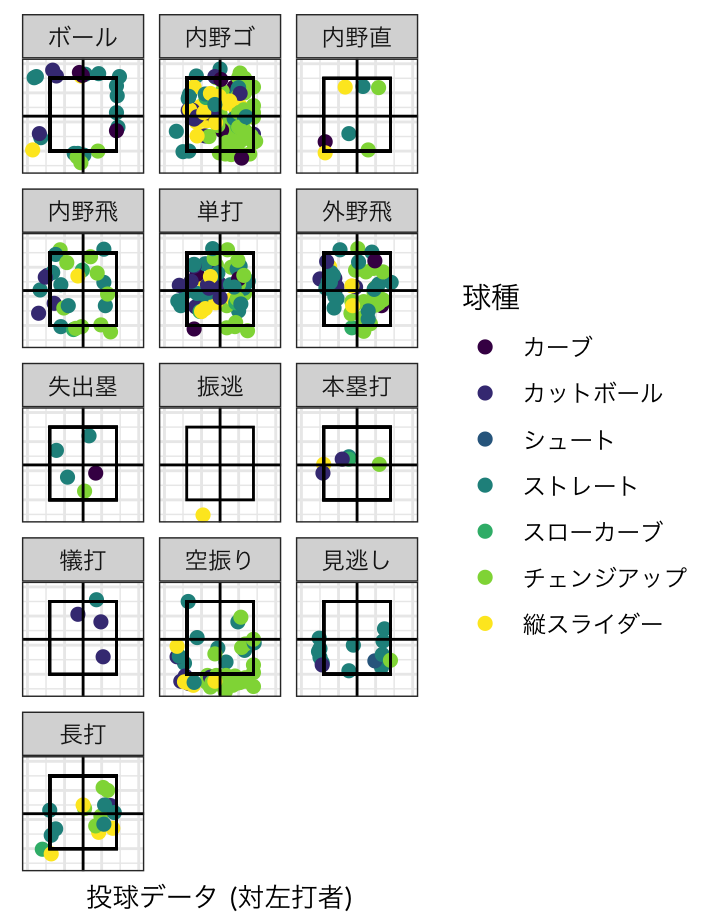 ボール
内野ゴ
内野直
内野飛
単打
外野飛
失出塁
振逃
本塁打
犠打
空振り
見逃し
長打
球種
カーブ
カットボール
シュート
ストレート
スローカーブ
チェンジアップ
縦スライダー
投球データ (対左打者)